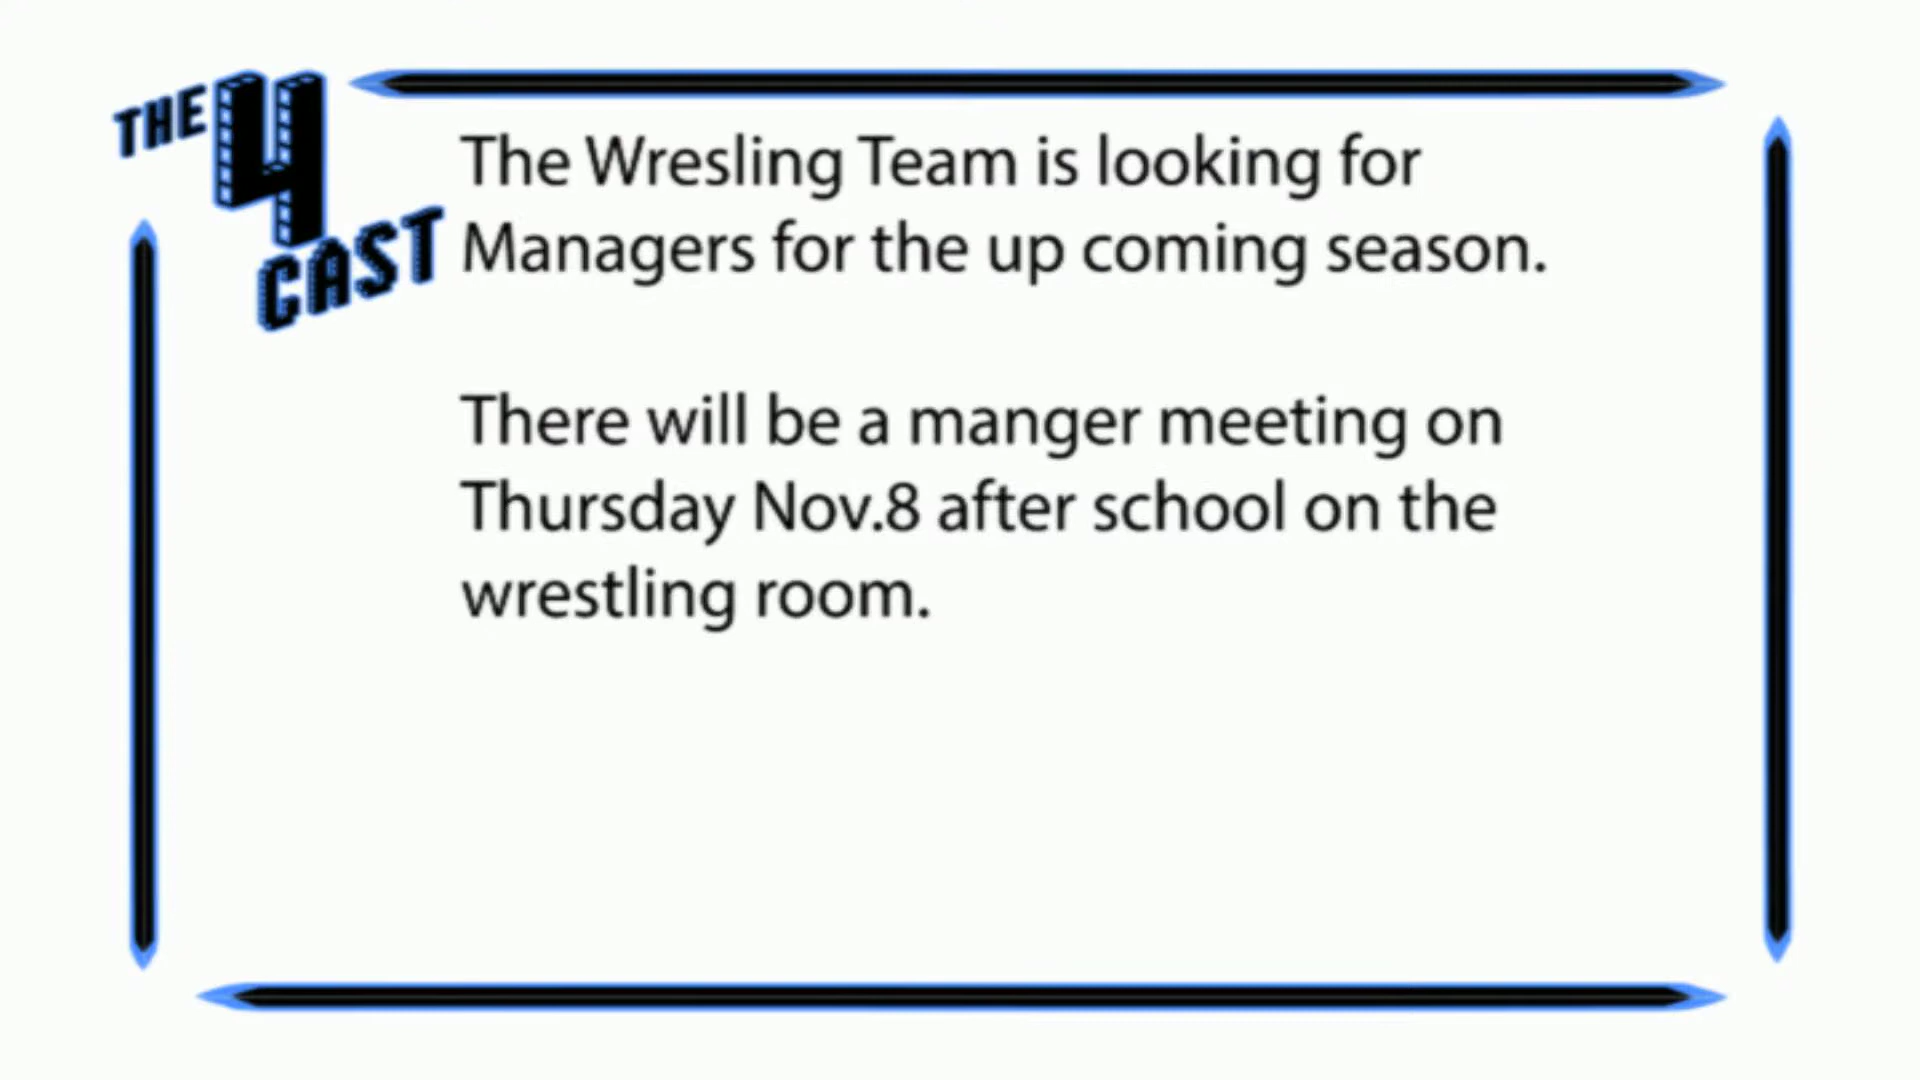 THE
4
CAST
The Wresling Team is looking for
Managers for the up coming season.
There will be a manger meeting on
Thursday Nov.8 after school on the
wrestling room.